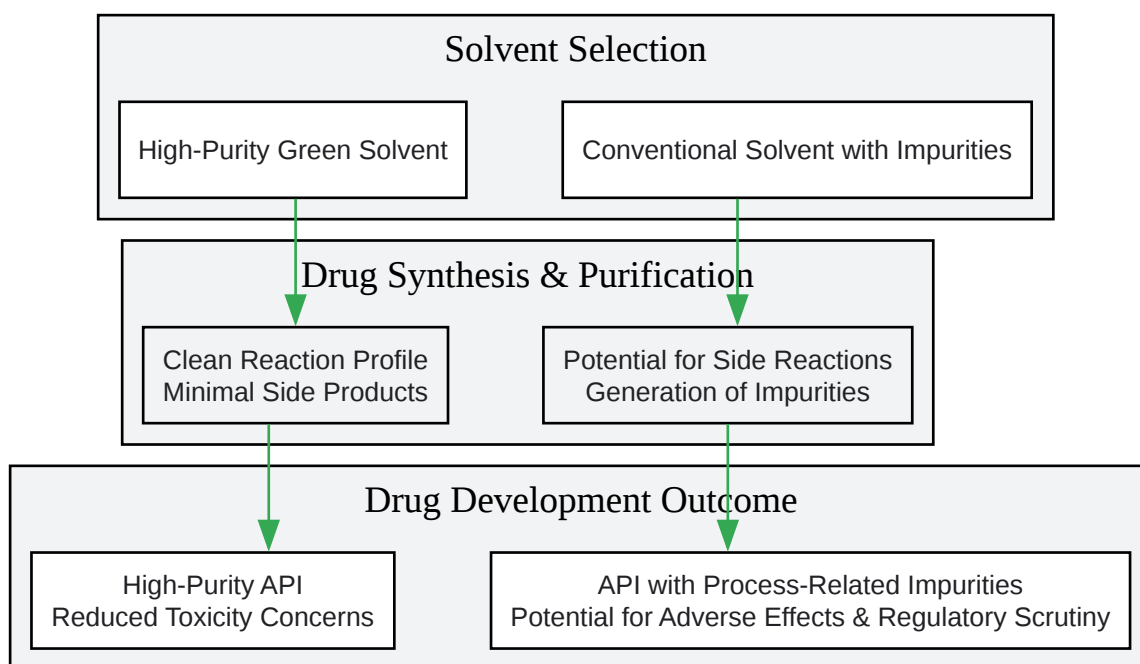 Solvent Selection
High-Purity Green Solvent
Conventional Solvent with Impurities
Drug Synthesis & Purification
Clean Reaction Profile
Minimal Side Products
Potential for Side Reactions
Generation of Impurities
Drug Development Outcome
High-Purity API
Reduced Toxicity Concerns
API with Process-Related Impurities
Potential for Adverse Effects & Regulatory Scrutiny